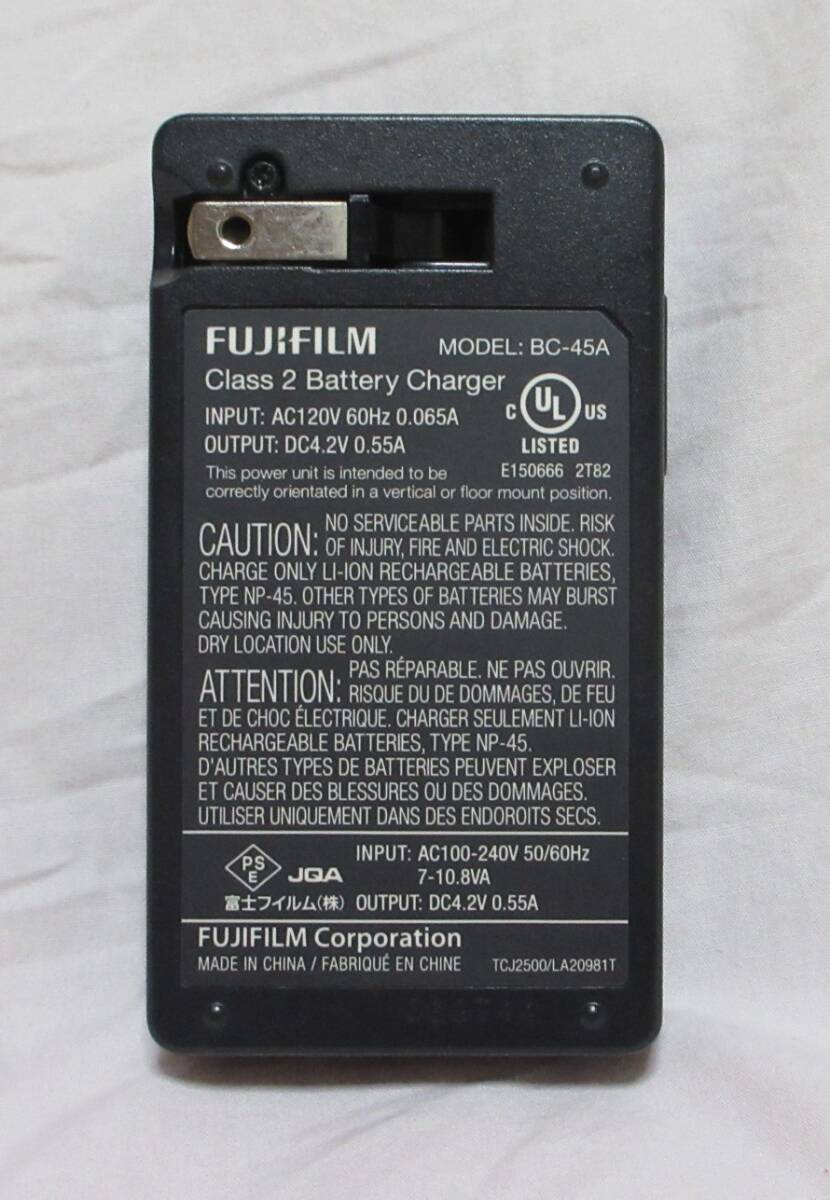 FUJIFILM
MODEL: BC-45A
Class 2 Battery Charger
INPUT: AC120V 60Hz 0.065A
OUTPUT: DC4.2V 0.55A
C UL US
LISTED
E150666 2T82
This power unit is intended to be
correctly orientated in a vertical or floor mount position.
CAUTION: NO SERVICEABLE PARTS INSIDE. RISK
OF INJURY, FIRE AND ELECTRIC SHOCK.
CHARGE ONLY LI-ION RECHARGEABLE BATTERIES,
TYPE NP-45. OTHER TYPES OF BATTERIES MAY BURST
CAUSING INJURY TO PERSONS AND DAMAGE.
DRY LOCATION USE ONLY.
ATTENTION: PAS RÉPARABLE. NE PAS OUVRIR.
RISQUE DU DE DOMMAGES, DE FEU
ET DE CHOC ÉLECTRIQUE. CHARGER SEULEMENT LI-ION
RECHARGEABLE BATTERIES, TYPE NP-45.
D'AUTRES TYPES DE BATTERIES PEUVENT EXPLOSER
ET CAUSER DES BLESSURES OU DES DOMMAGES.
UTILISER UNIQUEMENT DANS DES ENDOROITS SECS.
PS
E
JQA
INPUT: AC100-240V 50/60Hz
7-10.8VA
富士フイルム(株) OUTPUT: DC4.2V 0.55A
FUJIFILM Corporation
MADE IN CHINA / FABRIQUÉ EN CHINE TCJ2500/LA20981T